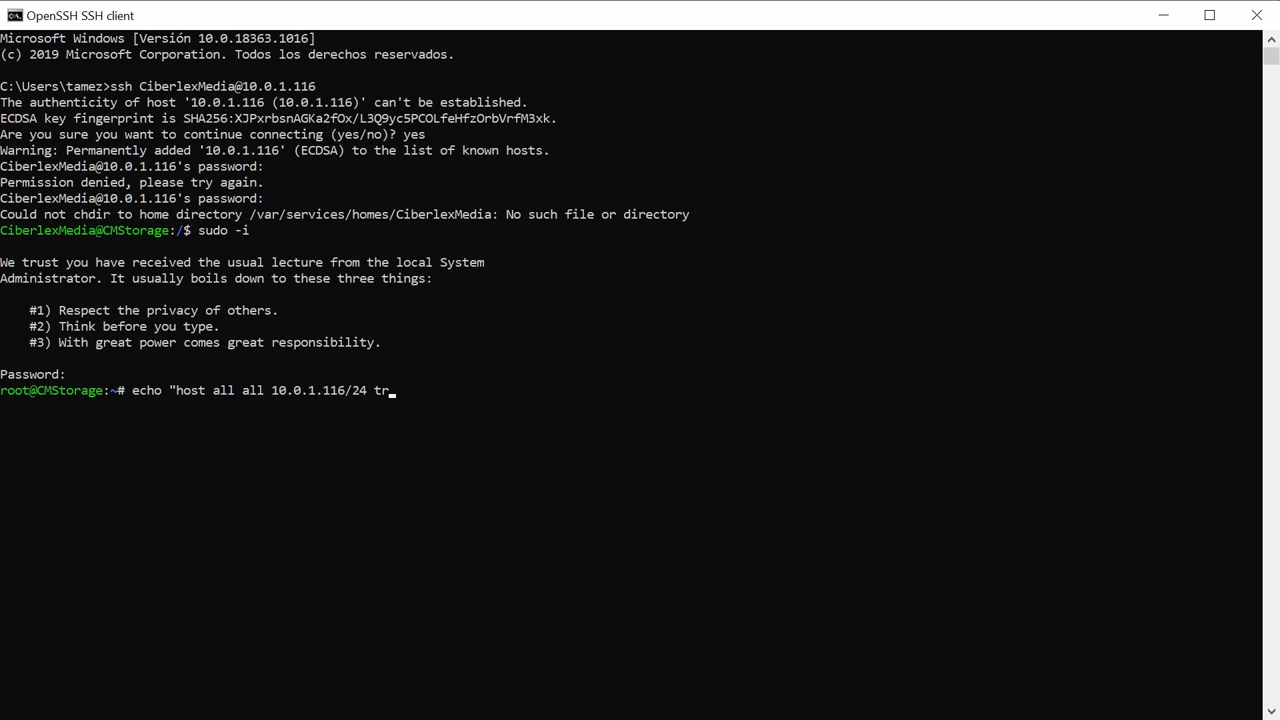 OpenSSH SSH client
Microsoft Windows [Versión 10.0.18363.1016]
(c) 2019 Microsoft Corporation. Todos los derechos reservados.
C:\Users\tamez>ssh CiberlexMedia@10.0.1.116
The authenticity of host '10.0.1.116 (10.0.1.116)' can't be established.
ECDSA key fingerprint is SHA256:XJPxrbsnAGKa2fOx/L3Q9yc5PCOLfeHfzOrbVrfM3xk.
Are you sure you want to continue connecting (yes/no)? yes
Warning: Permanently added '10.0.1.116' (ECDSA) to the list of known hosts.
CiberlexMedia@10.0.1.116's password:
Permission denied, please try again.
CiberlexMedia@10.0.1.116's password:
Could not chdir to home directory /var/services/homes/CiberlexMedia: No such file or directory
CiberlexMedia@CMStorage:/$ sudo -i
We trust you have received the usual lecture from the local System
Administrator. It usually boils down to these three things:
#1) Respect the privacy of others.
#2) Think before you type.
#3) With great power comes great responsibility.
Password:
root@CMStorage:~# echo "host all all 10.0.1.116/24 tr